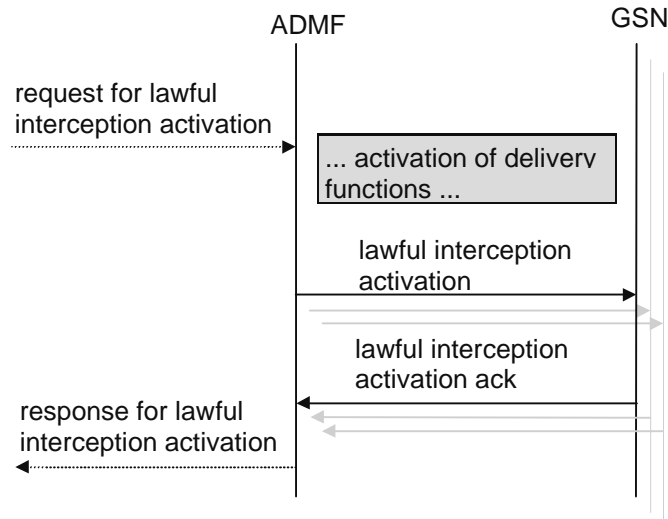 ADMF
GSN
request for lawful
interception activation
... activation of delivery
functions ...
lawful interception
activation
lawful interception
activation ack
response for lawful
interception activation